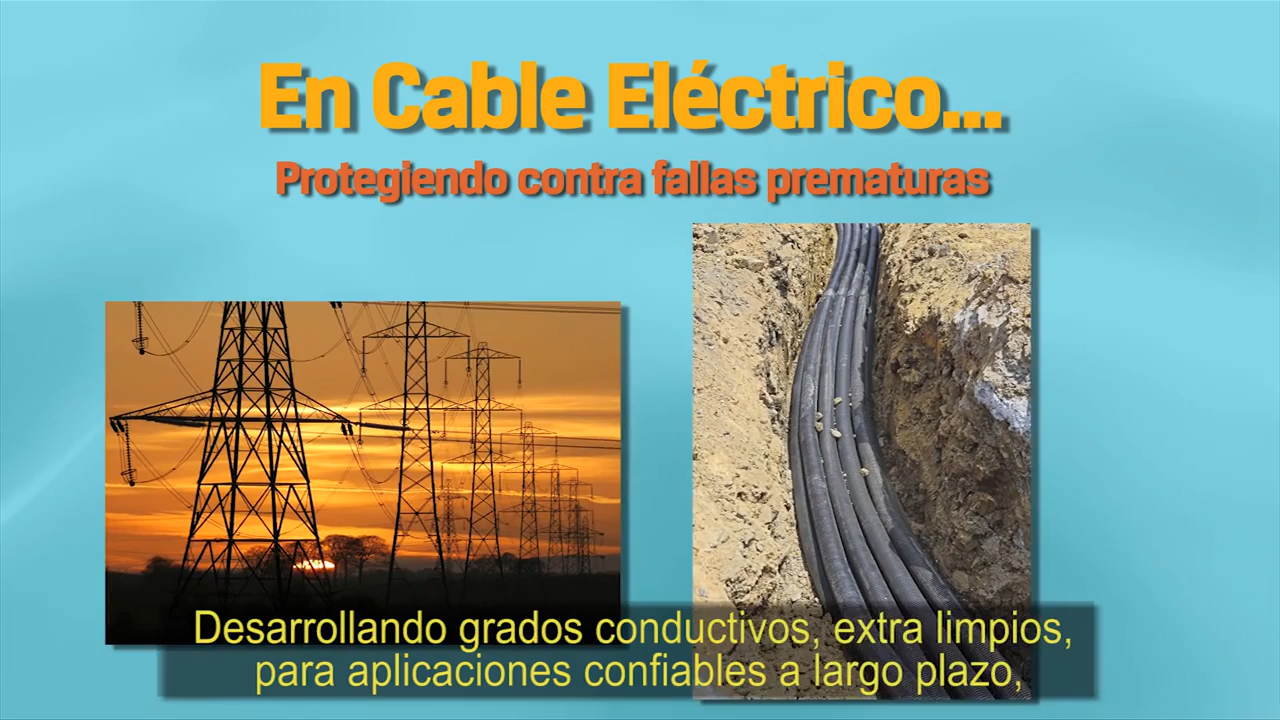 En Cable Eléctrico...
Protegiendo contra fallas prematuras
Desarrollando grados conductivos, extra limpios,
para aplicaciones confiables a largo plazo,